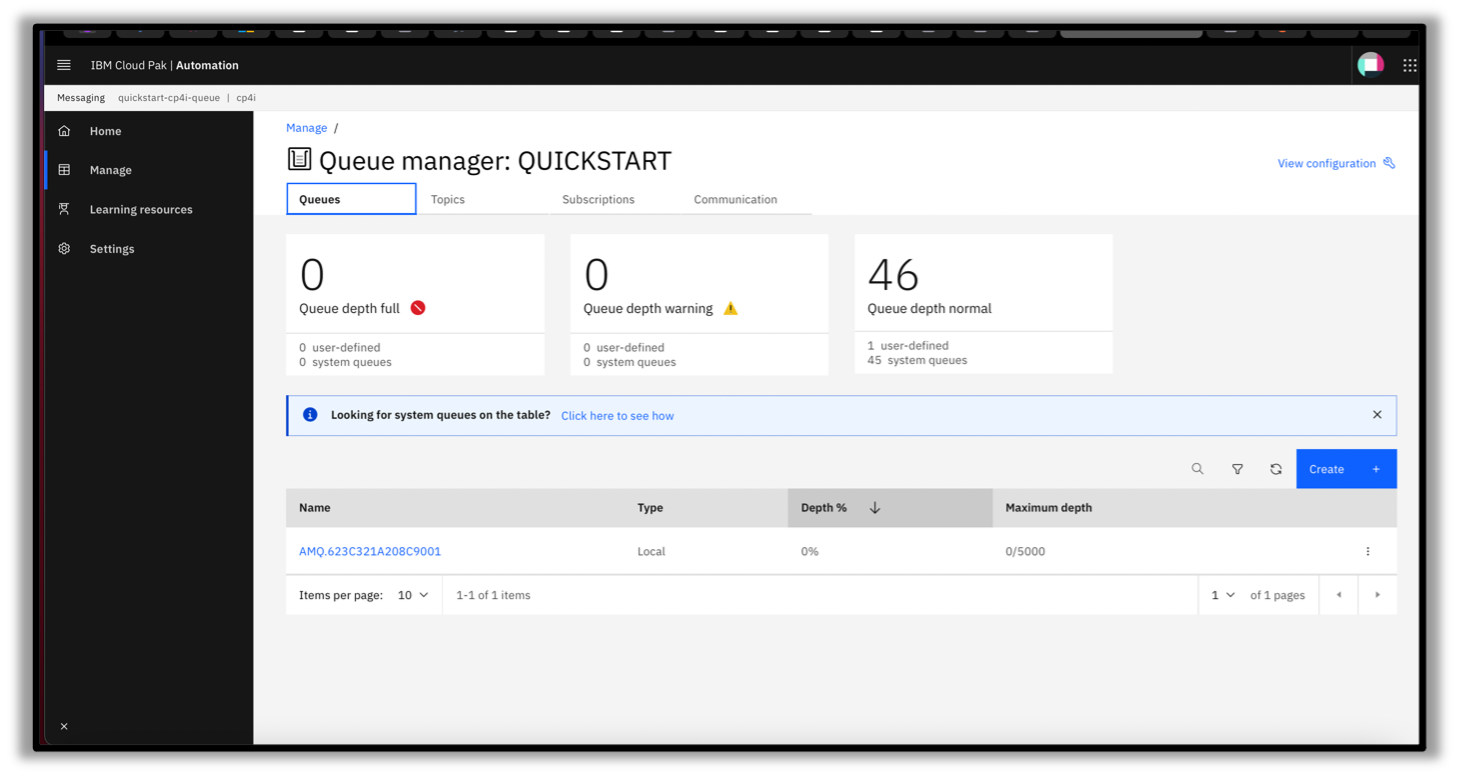 IBM Cloud Pak | Automation
Messaging quickstart-cp4i-queue | cp4i
Home
Manage
Learning resources
Settings
Manage /
Queue manager: QUICKSTART
View configuration
Queues Topics Subscriptions Communication
0
Queue depth full
0 user-defined
0 system queues
0
Queue depth warning
0 user-defined
0 system queues
46
Queue depth normal
1 user-defined
45 system queues
Looking for system queues on the table? Click here to see how
Create +
Name Type Depth % Maximum depth
AMQ.623C321A208C9001 Local 0% 0/5000
Items per page: 10 1-1 of 1 items 1 of 1 pages